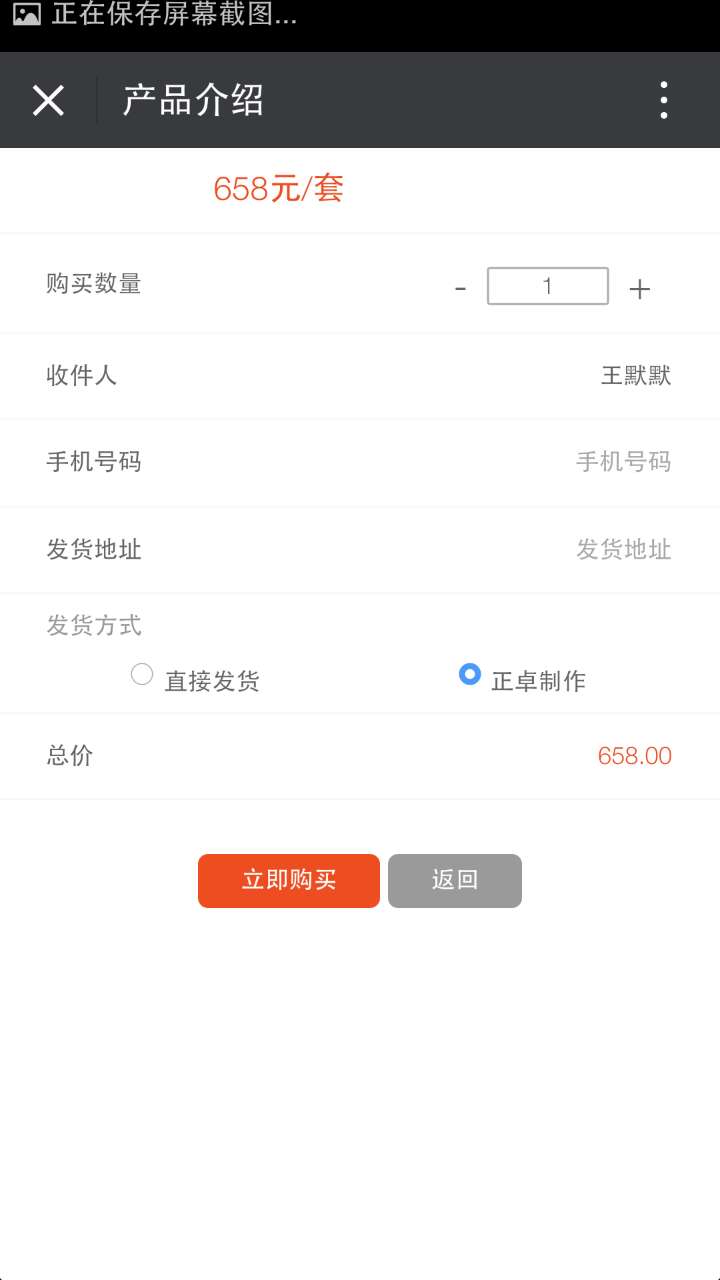 正在保存屏幕截图...
产品介绍
658元/套
购买数量 - 1 +
收件人 王默默
手机号码 手机号码
发货地址 发货地址
发货方式
直接发货 正卓制作
总价 658.00
立即购买 返回